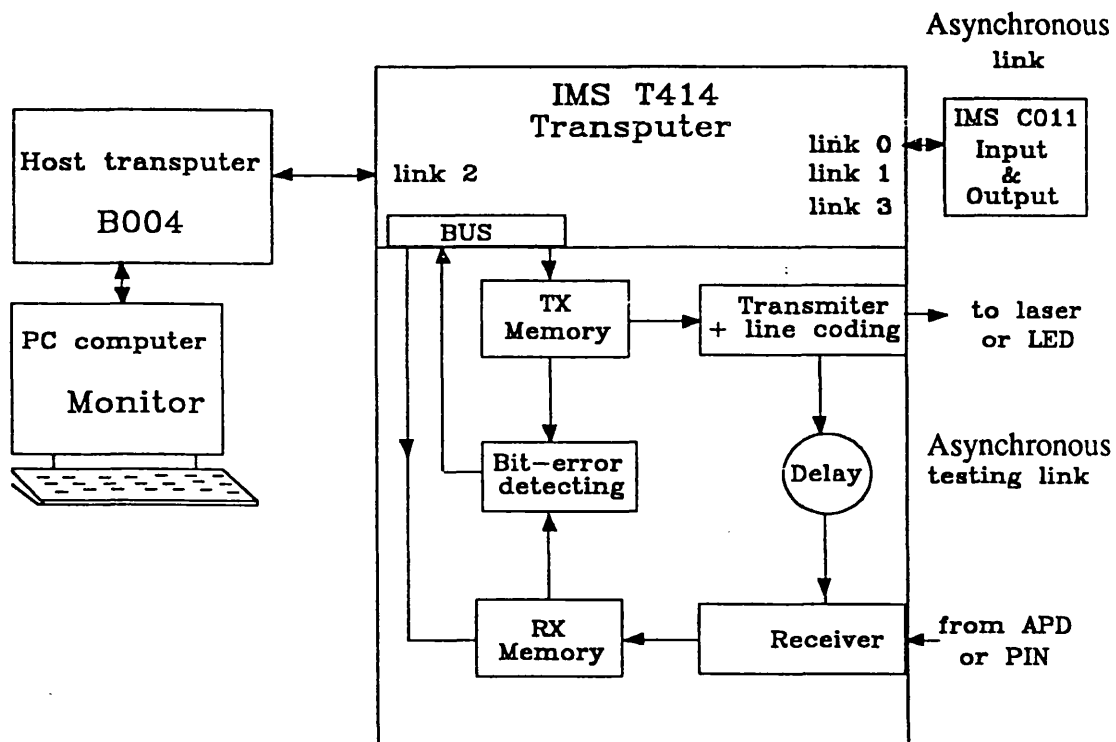 Asynchronous
link
IMS T414
Transputer
IMS C011
Input
&
Output
link 0
link 1
link 3
Host transputer
B004
link 2
BUS
TX
Memory
Transmiter
+ line coding
to laser
or LED
PC computer
Monitor
Bit-error
detecting
Delay
Asynchronous
testing link
RX
Memory
Receiver
from APD
or PIN